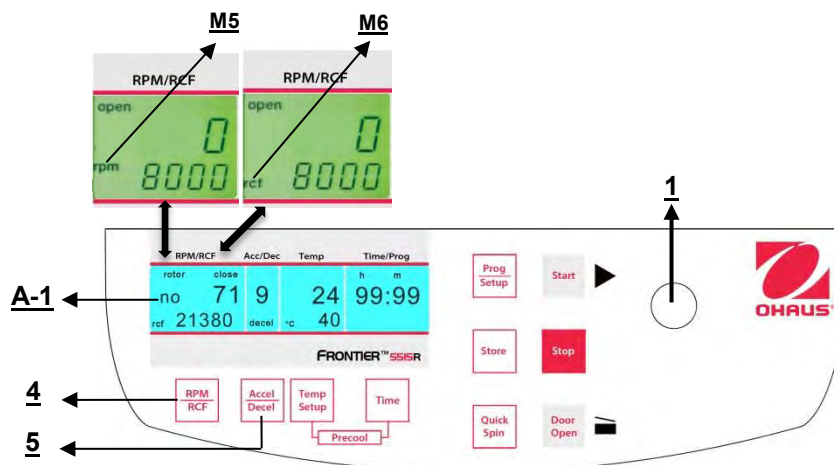 M5
M6
RPM/RCF
open
0
rpm 8000
RPM/RCF
open
0
rcf 8000
1
RPM/RCF Acc/Dec Temp Time/Prog
rotor close h m
A-1
no 71 9 24 99:99
rcf 21380 decel °C 40
FRONTIER™ 5515R
Prog
Setup
Start
OHAUS®
Store
Stop
4
RPM
RCF
Accel
Decel
Temp
Setup
Time
Precool
5
Quick
Spin
Door
Open